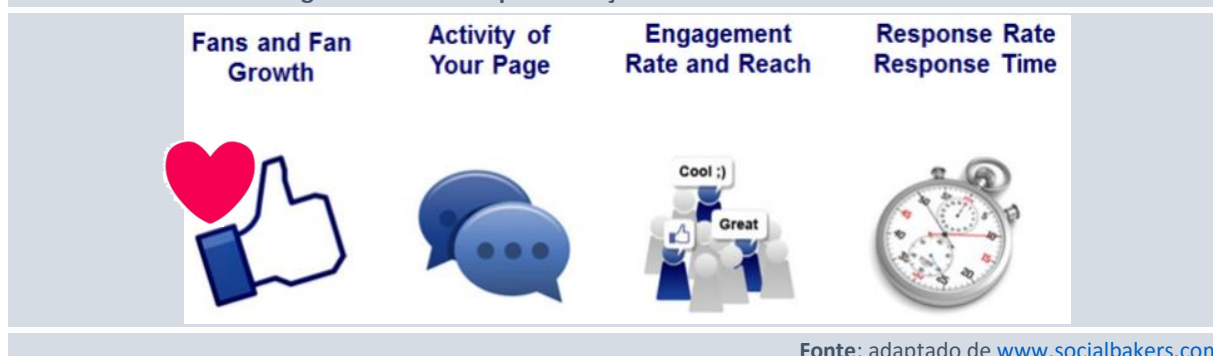 Fans and Fan
Growth
Activity of
Your Page
Engagement
Rate and Reach
Response Rate
Response Time
Cool ;)
Great
Fonte: adaptado de www.socialbakers.com